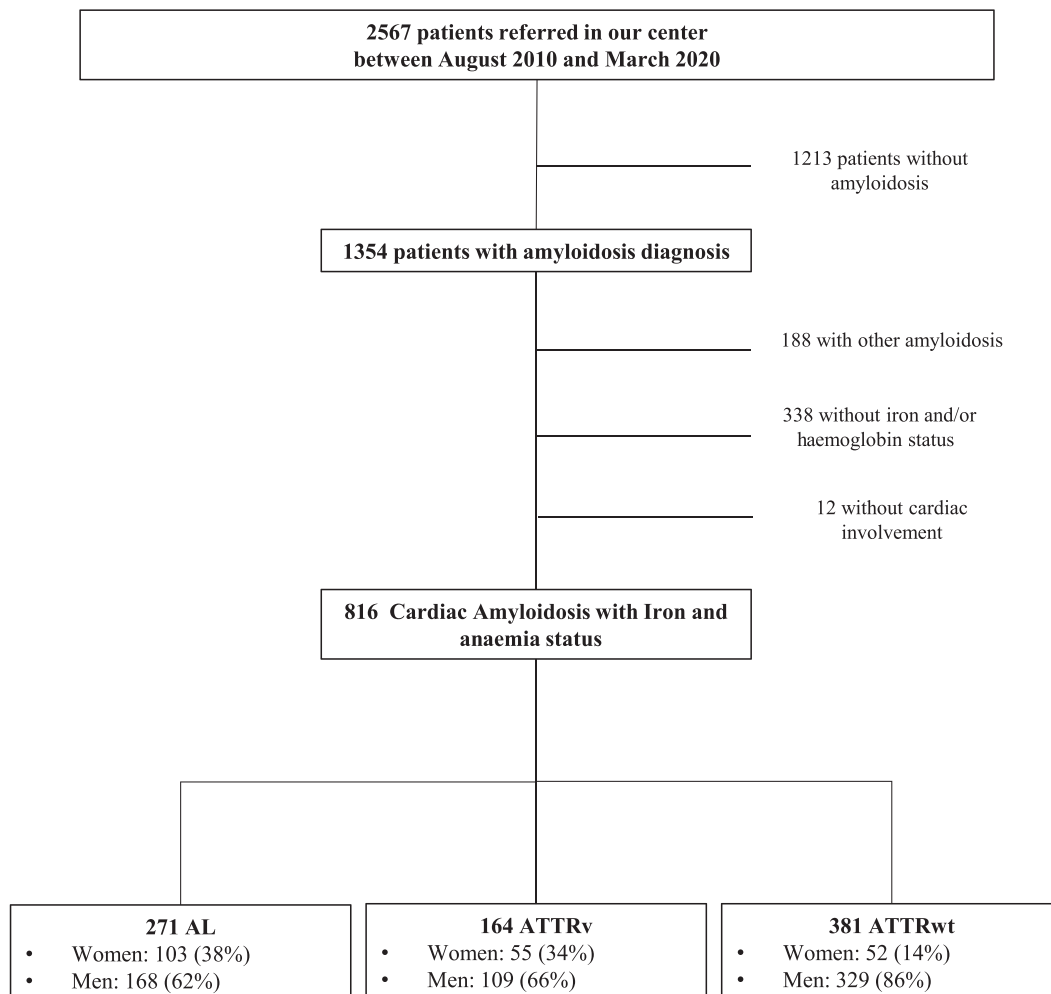 2567 patients referred in our center
between August 2010 and March 2020
1213 patients without
amyloidosis
1354 patients with amyloidosis diagnosis
188 with other amyloidosis
338 without iron and/or
haemoglobin status
12 without cardiac
involvement
816 Cardiac Amyloidosis with Iron and
anaemia status
271 AL
• Women: 103 (38%)
• Men: 168 (62%)
164 ATTRv
• Women: 55 (34%)
• Men: 109 (66%)
381 ATTRwt
• Women: 52 (14%)
• Men: 329 (86%)